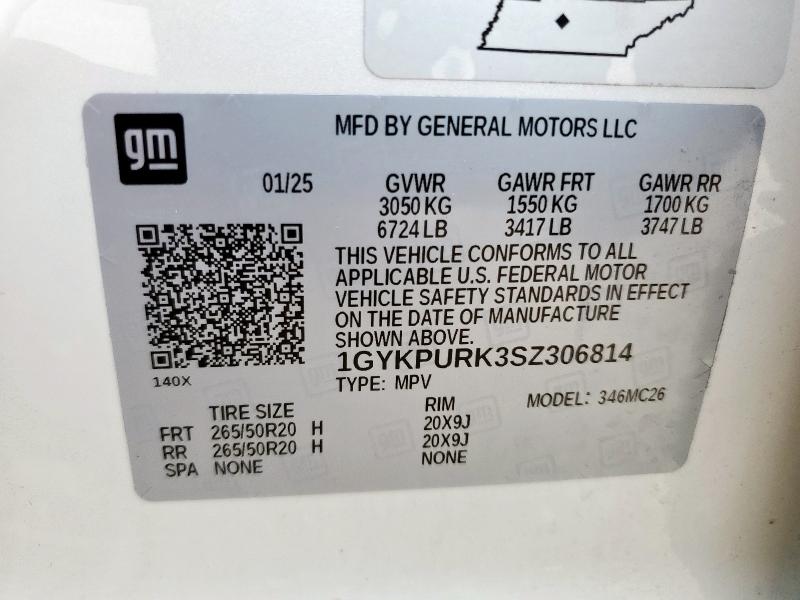 gm
MFD BY GENERAL MOTORS LLC
01/25 GVWR GAWR FRT GAWR RR
3050 KG 1550 KG 1700 KG
6724 LB 3417 LB 3747 LB
THIS VEHICLE CONFORMS TO ALL
APPLICABLE U.S. FEDERAL MOTOR
VEHICLE SAFETY STANDARDS IN EFFECT
ON THE DATE OF MANUFACTURE
SHOWN ABOVE.
1GYKPURK3SZ306814
140X
TYPE: MPV
MODEL: 346MC26
TIRE SIZE RIM
FRT 265/50R20 H 20X9J
RR 265/50R20 H 20X9J
SPA NONE NONE